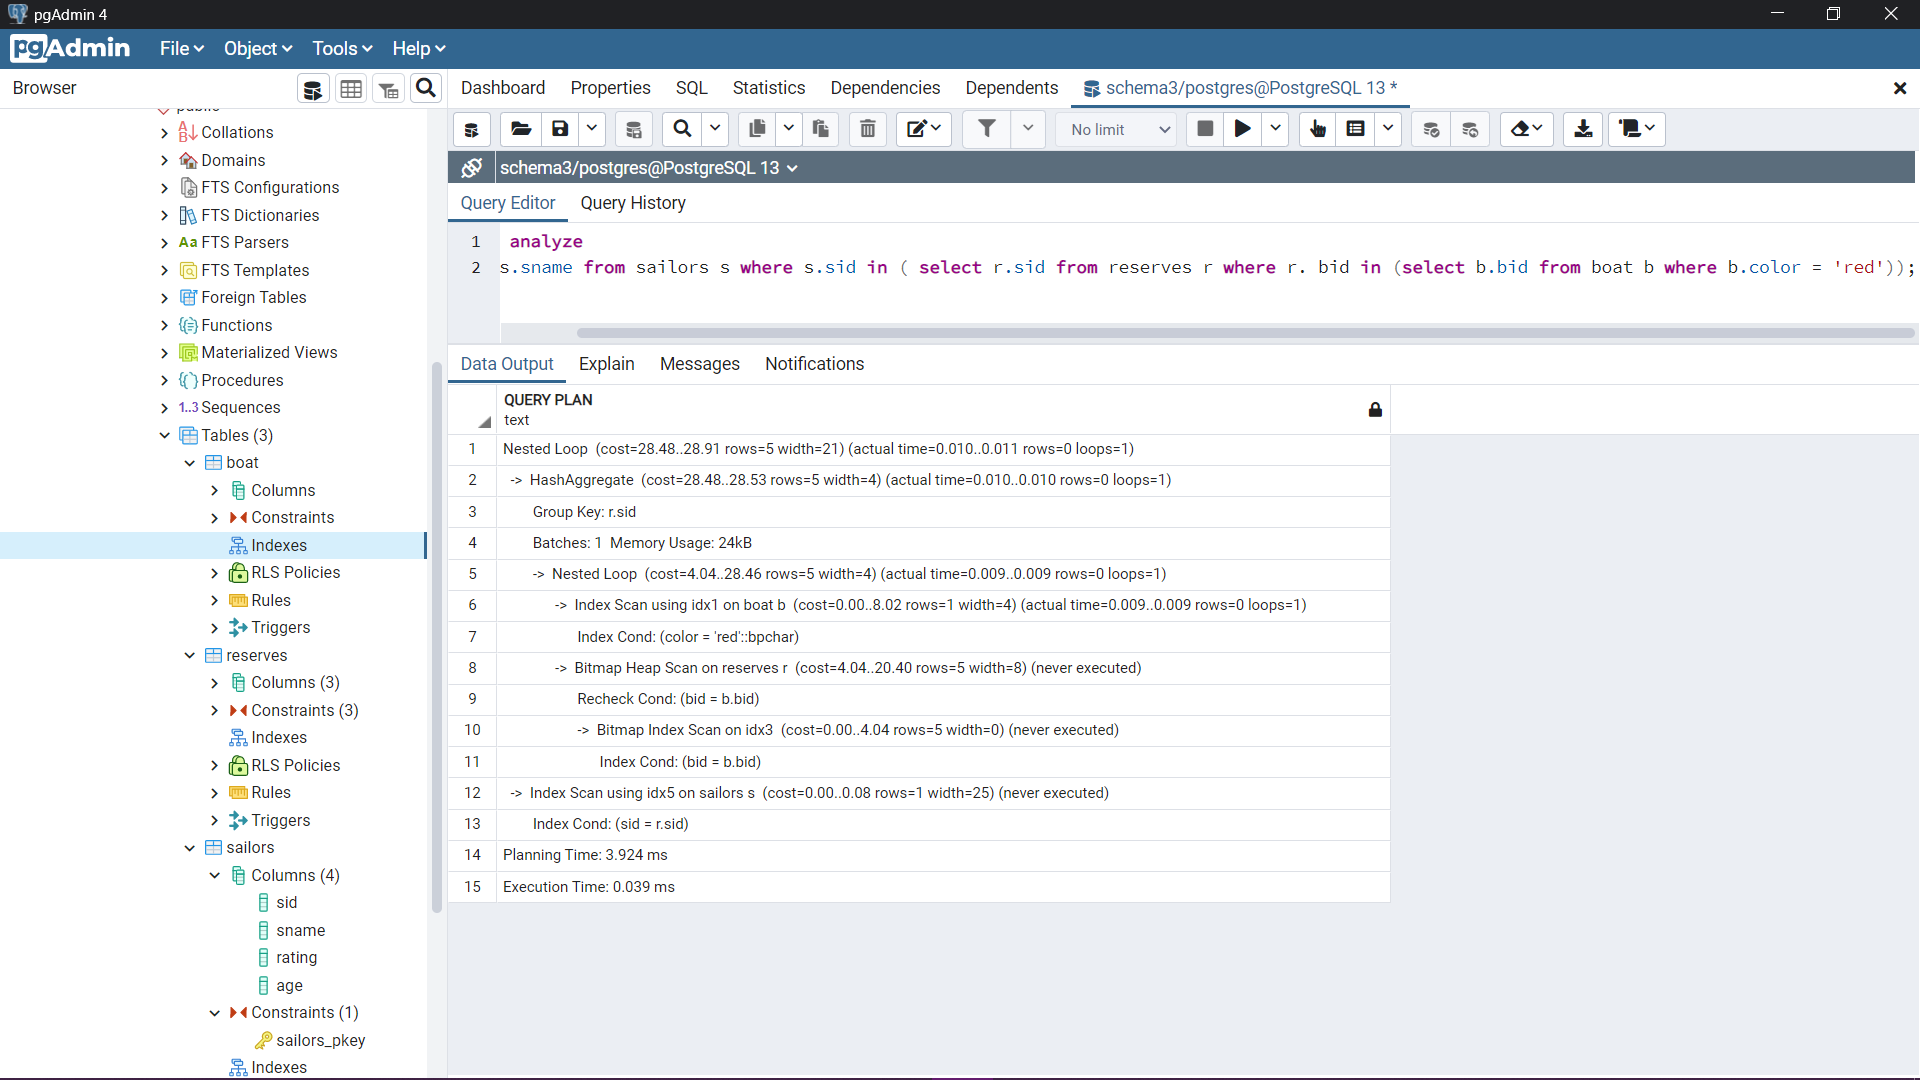 pgAdmin 4
pgAdmin File Object Tools Help
Browser
Dashboard Properties SQL Statistics Dependencies Dependents schema3/postgres@PostgreSQL 13 *
No limit
schema3/postgres@PostgreSQL 13
Query Editor Query History
1 analyze
2 s.sname from sailors s where s.sid in ( select r.sid from reserves r where r. bid in (select b.bid from boat b where b.color = 'red'));
Data Output Explain Messages Notifications
QUERY PLAN
text
1 Nested Loop (cost=28.48..28.91 rows=5 width=21) (actual time=0.010..0.011 rows=0 loops=1)
2 -> HashAggregate (cost=28.48..28.53 rows=5 width=4) (actual time=0.010..0.010 rows=0 loops=1)
3 Group Key: r.sid
4 Batches: 1 Memory Usage: 24kB
5 -> Nested Loop (cost=4.04..28.46 rows=5 width=4) (actual time=0.009..0.009 rows=0 loops=1)
6 -> Index Scan using idx1 on boat b (cost=0.00..8.02 rows=1 width=4) (actual time=0.009..0.009 rows=0 loops=1)
7 Index Cond: (color = 'red'::bpchar)
8 -> Bitmap Heap Scan on reserves r (cost=4.04..20.40 rows=5 width=8) (never executed)
9 Recheck Cond: (bid = b.bid)
10 -> Bitmap Index Scan on idx3 (cost=0.00..4.04 rows=5 width=0) (never executed)
11 Index Cond: (bid = b.bid)
12 -> Index Scan using idx5 on sailors s (cost=0.00..0.08 rows=1 width=25) (never executed)
13 Index Cond: (sid = r.sid)
14 Planning Time: 3.924 ms
15 Execution Time: 0.039 ms
public
Collations
Domains
FTS Configurations
FTS Dictionaries
Aa FTS Parsers
FTS Templates
Foreign Tables
Functions
Materialized Views
Procedures
1..3 Sequences
Tables (3)
boat
Columns
Constraints
Indexes
RLS Policies
Rules
Triggers
reserves
Columns (3)
Constraints (3)
Indexes
RLS Policies
Rules
Triggers
sailors
Columns (4)
sid
sname
rating
age
Constraints (1)
sailors_pkey
Indexes